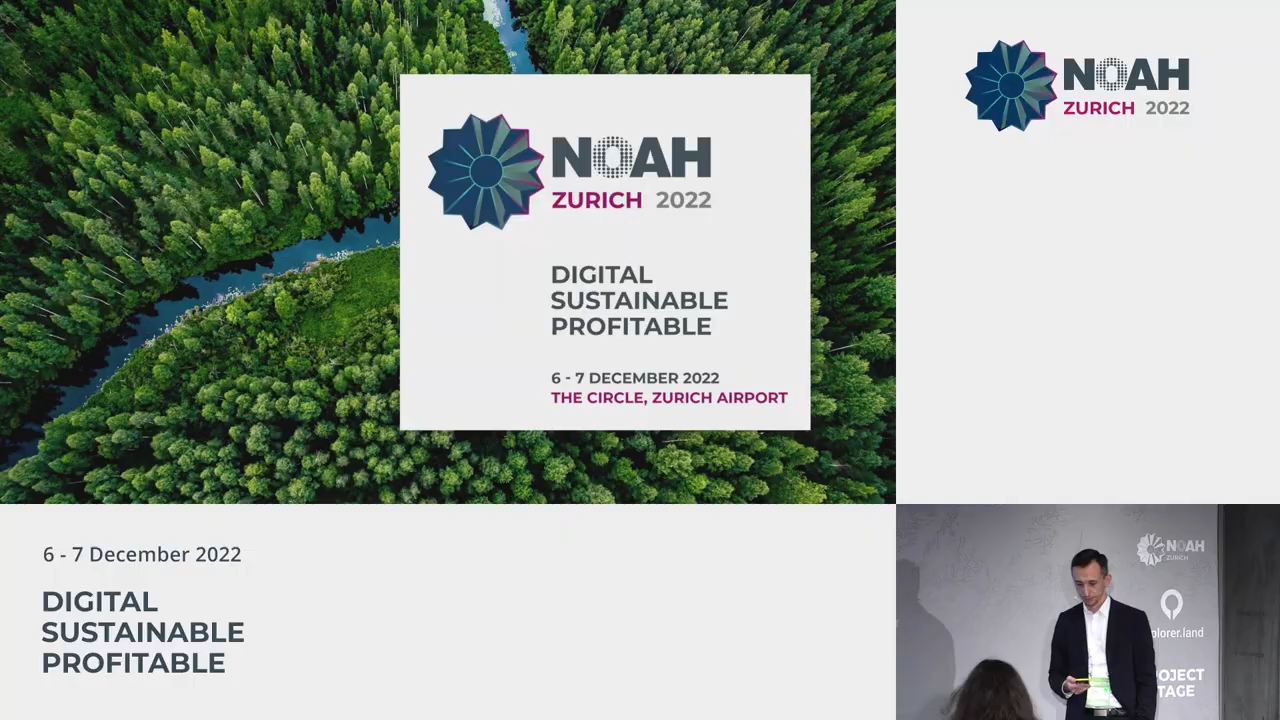 NOAH
ZURICH 2022
DIGITAL
SUSTAINABLE
PROFITABLE
6 - 7 DECEMBER 2022
THE CIRCLE, ZURICH AIRPORT
NOAH
ZURICH 2022
6 - 7 December 2022
DIGITAL
SUSTAINABLE
PROFITABLE
NOAH
ZURICH
plorer.land
OJECT
TAGE